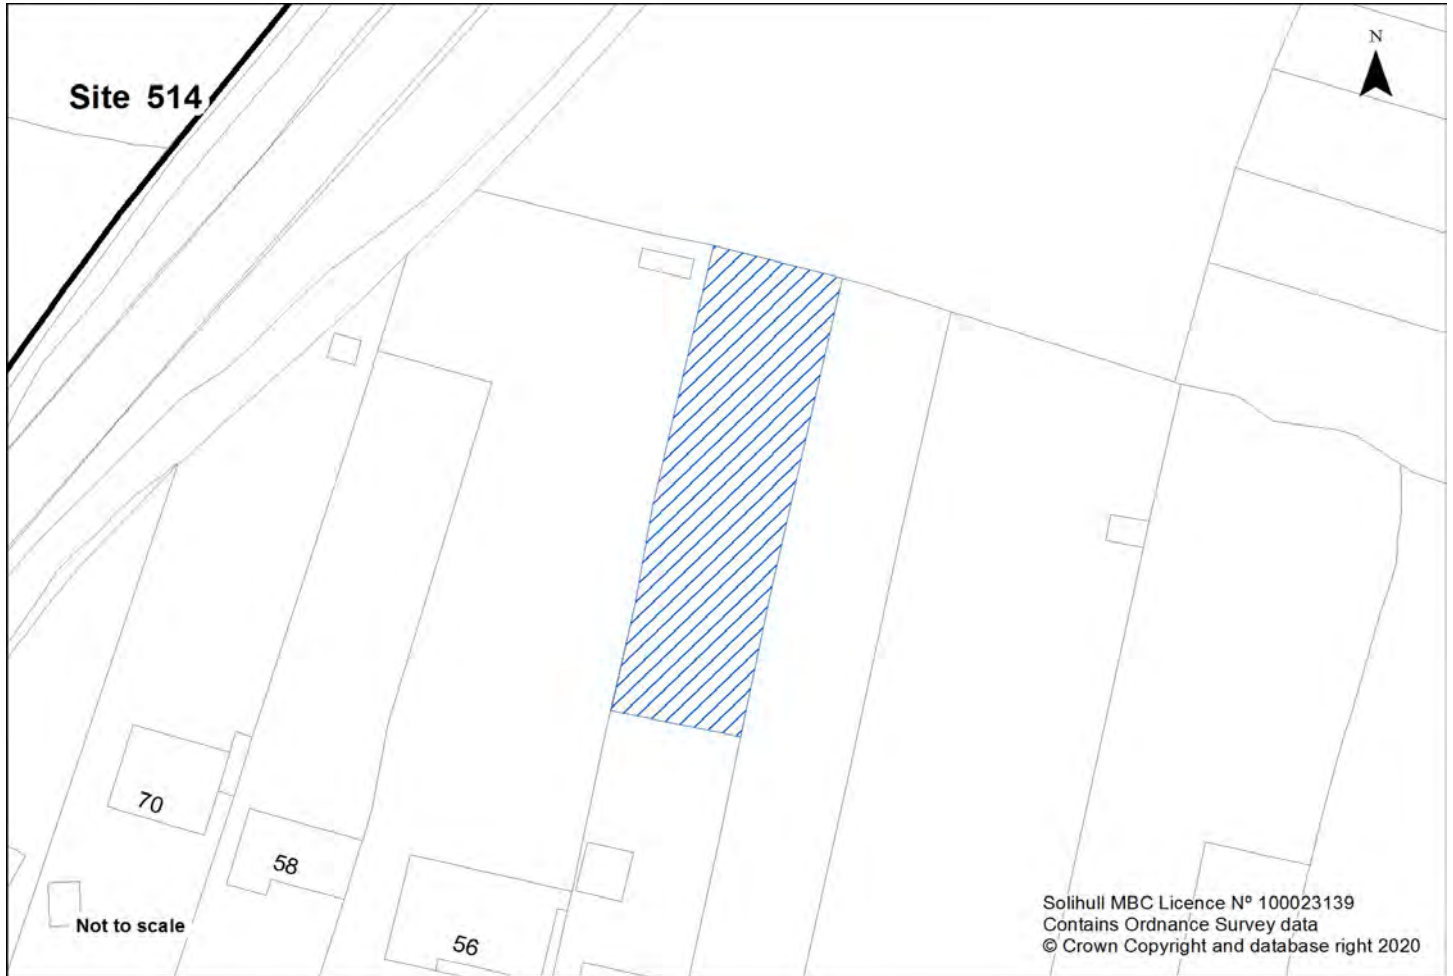 Site 514
N
70
58
56
Not to scale
Solihull MBC Licence Nº 100023139
Contains Ordnance Survey data
© Crown Copyright and database right 2020